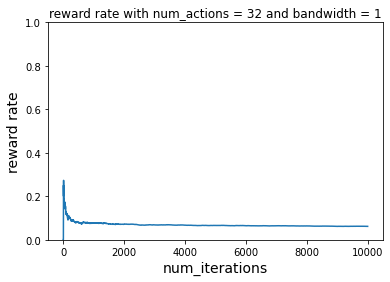 reward rate with num_actions = 32 and bandwidth = 1
1.0
0.8
0.6
0.4
0.2
0.0
reward rate
0 2000 4000 6000 8000 10000
num_iterations